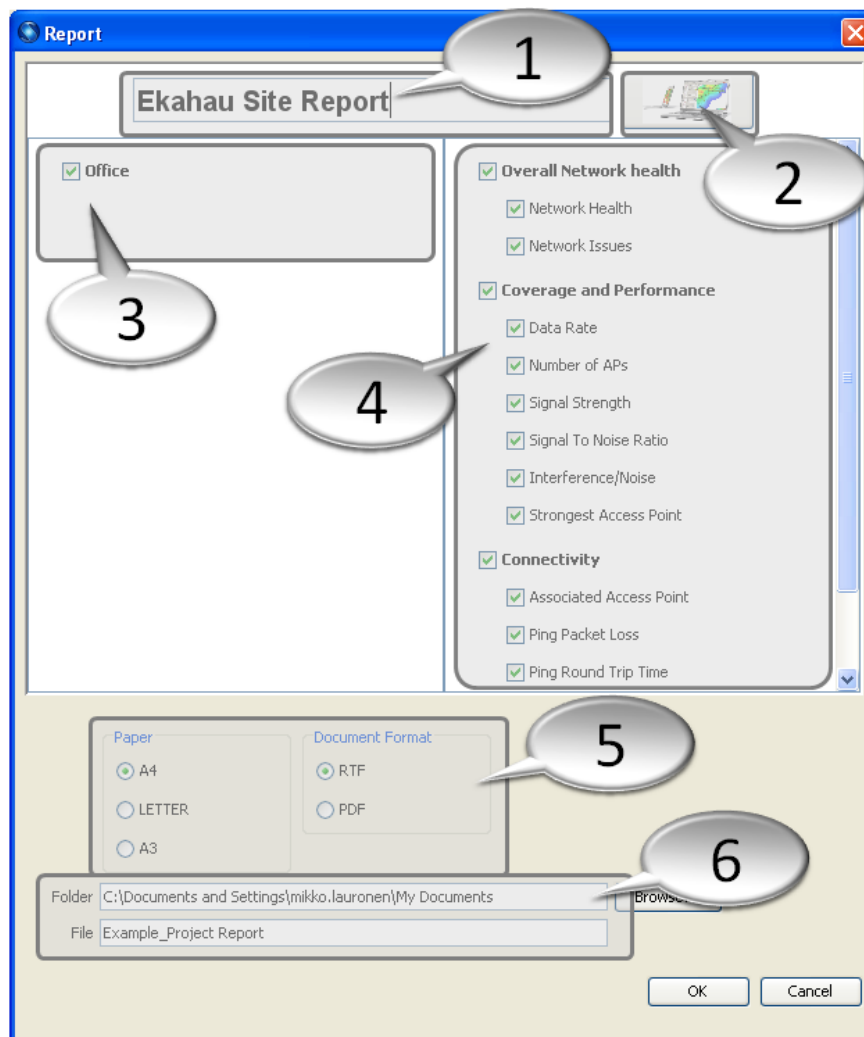 Report
1
Ekahau Site Report
2
Office
3
Overall Network health
Network Health
Network Issues
Coverage and Performance
Data Rate
Number of APs
4
Signal Strength
Signal To Noise Ratio
Interference/Noise
Strongest Access Point
Connectivity
Associated Access Point
Ping Packet Loss
Ping Round Trip Time
Paper
A4
LETTER
A3
Document Format
RTF
PDF
5
6
Folder C:\Documents and Settings\mikko.lauronen\My Documents
File Example_Project Report
OK Cancel